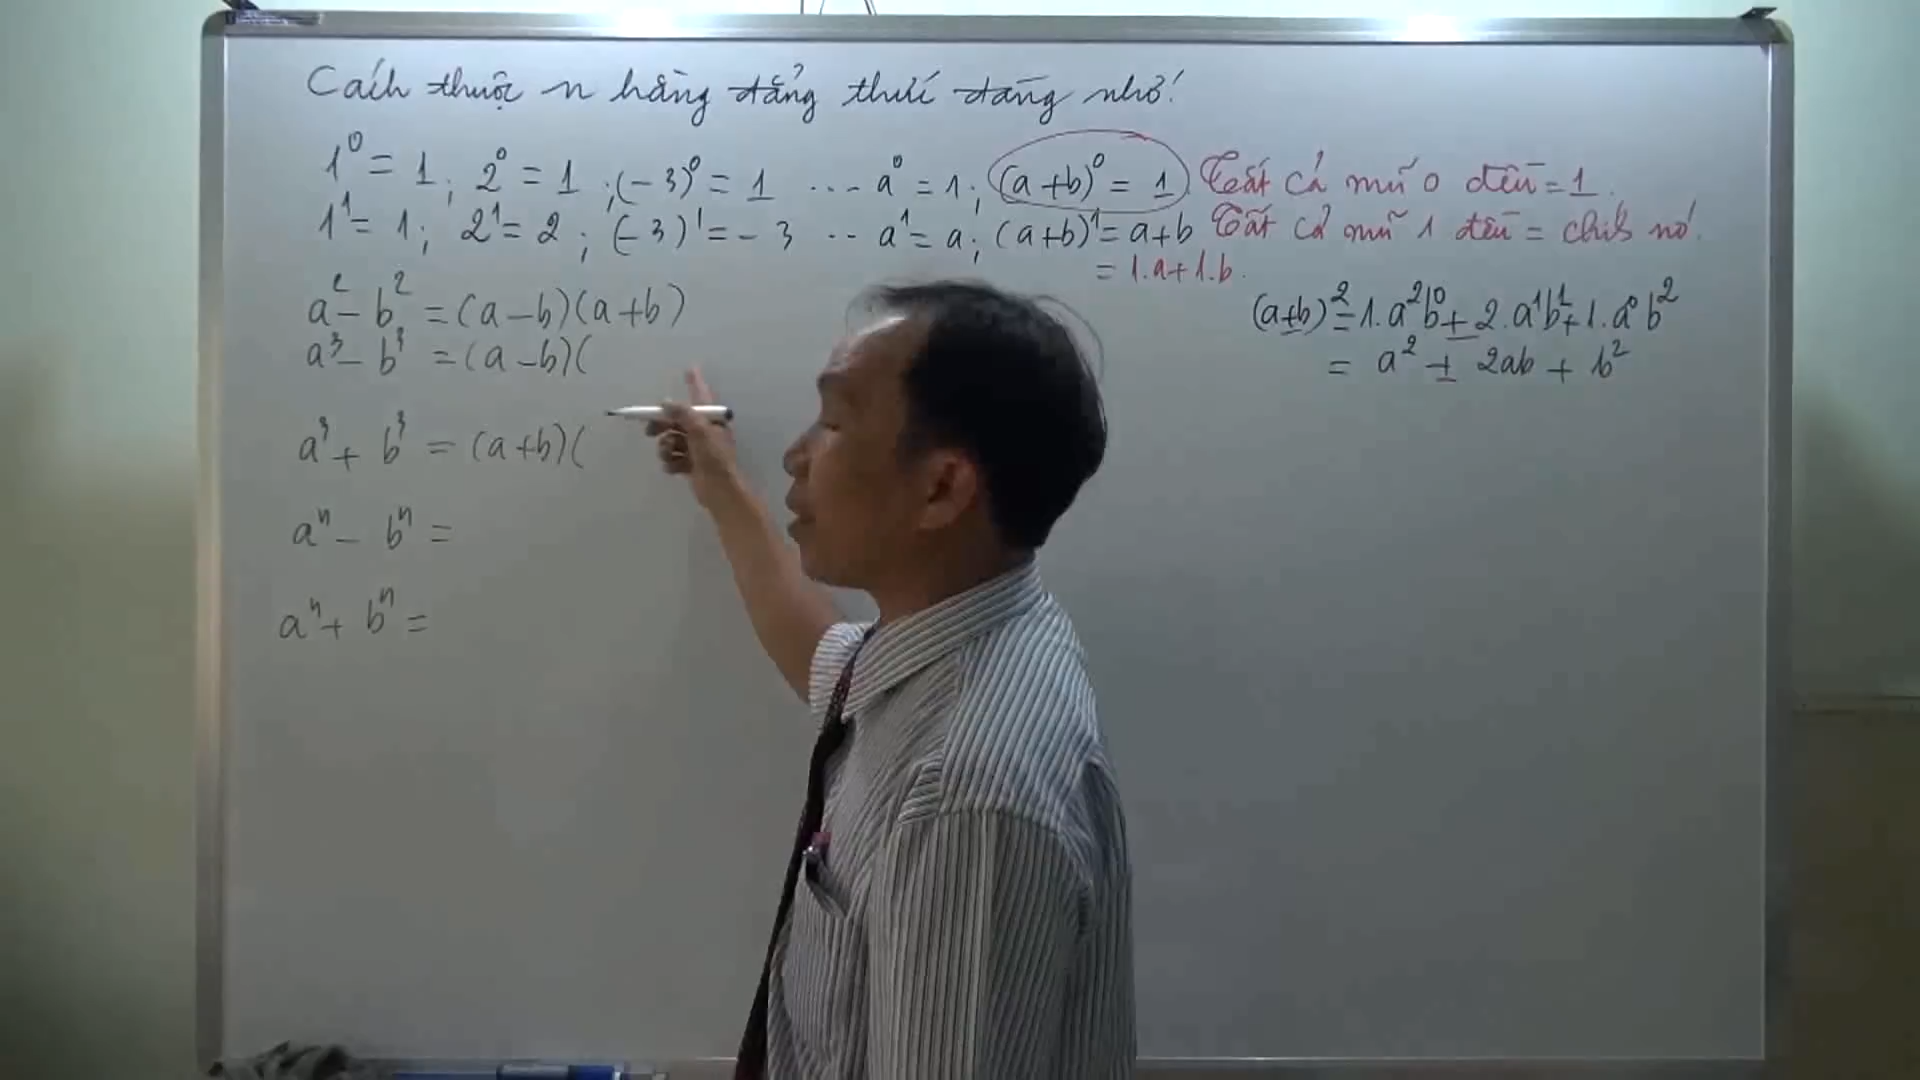 Cách thuộc n hằng đẳng thức đáng nhớ!
1⁰ = 1; 2⁰ = 1; (-3)⁰ = 1 ... a⁰ = 1; (a+b)⁰ = 1 Tất cả mũ 0 đều = 1.
1¹ = 1; 2¹ = 2; (-3)¹ = -3 ... a¹ = a; (a+b)¹ = a+b Tất cả mũ 1 đều = chính nó.
= 1.a + 1.b.
a² - b² = (a-b)(a+b)
a³ - b³ = (a-b)(
a³ + b³ = (a+b)(
aⁿ - bⁿ =
aⁿ + bⁿ =
(a+b)² = 1.a²b⁰ + 2.a¹b¹ + 1.a⁰b²
= a² + 2ab + b²